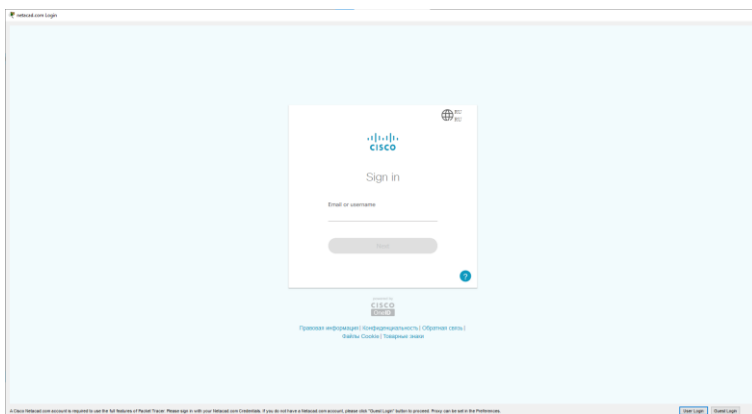 netacad.com Login
CISCO
Sign in
Email or username
Next
?
CISCO
OneID
Правовая информация | Конфиденциальность | Обратная связь |
Файлы Cookie | Товарные знаки
A Cisco Netacad.com account is required to use the full features of Packet Tracer. Please sign in with your Netacad.com Credentials. If you do not have a Netacad.com account, please click "Guest Login" button to proceed. Proxy can be set in the Preferences.
User Login
Guest Login